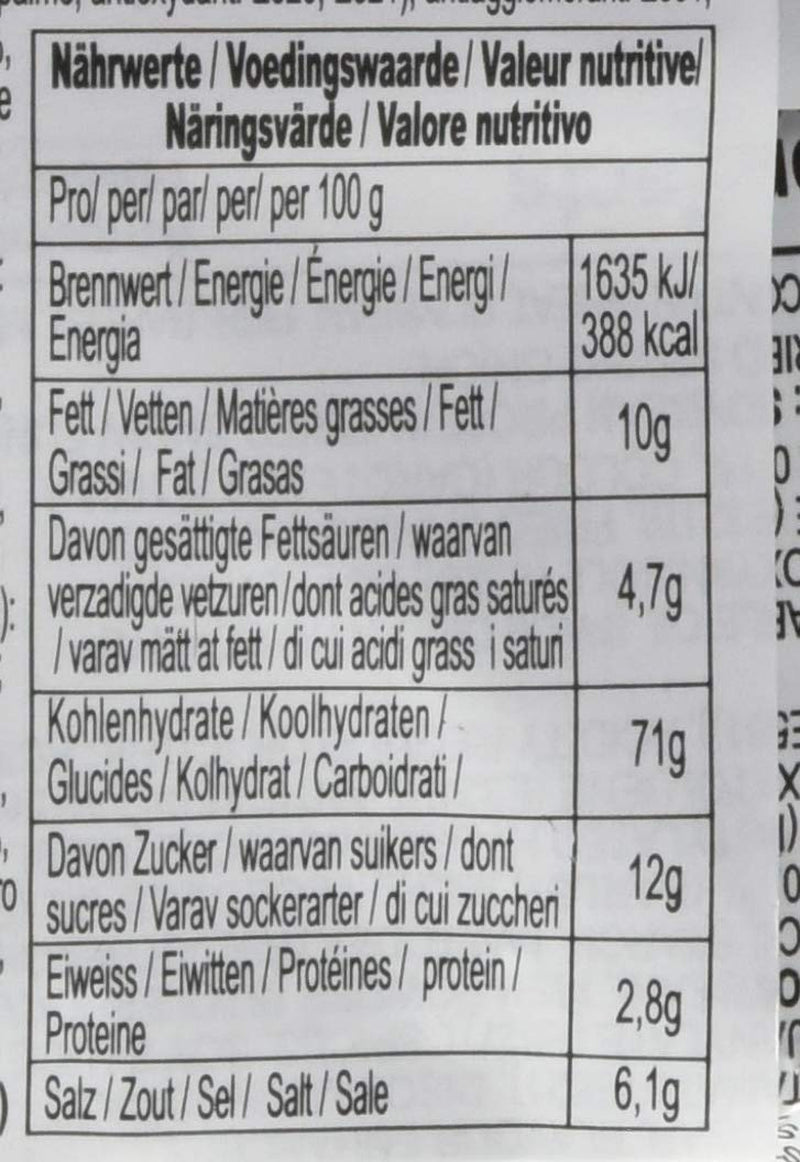 Nährwerte / Voedingswaarde / Valeur nutritive/
Näringsvärde / Valore nutritivo
Pro/ per/ par/ per/ per 100 g
Brennwert / Energie / Énergie / Energi /
Energia
1635 kJ/
388 kcal
Fett / Vetten / Matières grasses / Fett /
Grassi / Fat / Grasas
10g
Davon gesättigte Fettsäuren / waarvan
verzadigde vetzuren/dont acides gras saturés
/ varav mätt at fett / di cui acidi grass i saturi
4,7g
Kohlenhydrate / Koolhydraten /
Glucides / Kolhydrat / Carboidrati /
71g
Davon Zucker / waarvan suikers / dont
sucres / Varav sockerarter / di cui zuccheri
12g
Eiweiss / Eiwitten / Protéines / protein /
Proteine
2,8g
Salz / Zout / Sel / Salt / Sale
6,1g